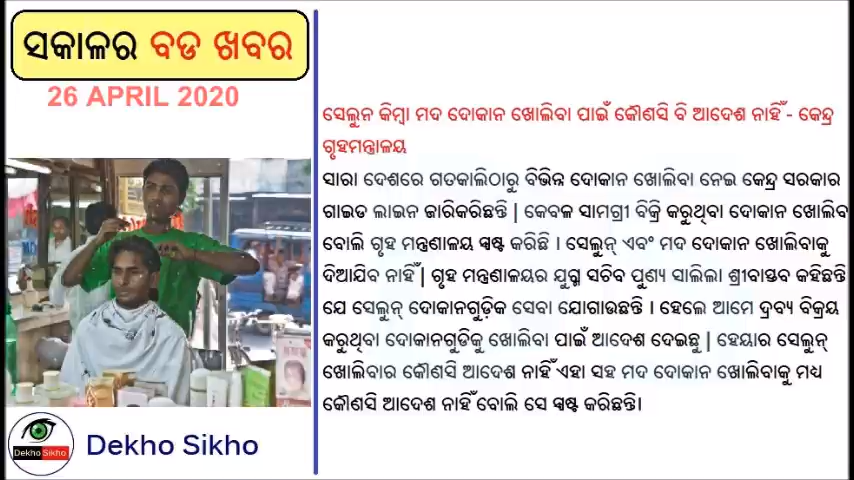 ସକାଳର ବଡ ଖବର
26 APRIL 2020
ସେଲୁନ କିମ୍ବା ମଦ ଦୋକାନ ଖୋଲିବା ପାଇଁ କୌଣସି ବି ଆଦେଶ ନାହିଁ - କେନ୍ଦ୍ର
ଗୃହମନ୍ତ୍ରାଳୟ
ସାରା ଦେଶରେ ଗତକାଲିଠାରୁ ବିଭିନ୍ନ ଦୋକାନ ଖୋଲିବା ନେଇ କେନ୍ଦ୍ର ସରକାର
ଗାଇଡ ଲାଇନ ଜାରିକରିଛନ୍ତି | କେବଳ ସାମଗ୍ରୀ ବିକ୍ରି କରୁଥିବା ଦୋକାନ ଖୋଲିବ
ବୋଲି ଗୃହ ମନ୍ତ୍ରଣାଳୟ ସ୍ପଷ୍ଟ କରିଛି । ସେଲୁନ୍ ଏବଂ ମଦ ଦୋକାନ ଖୋଲିବାକୁ
ଦିଆଯିବ ନାହିଁ | ଗୃହ ମନ୍ତ୍ରଣାଳୟର ଯୁଗ୍ମ ସଚିବ ପୁଣ୍ୟ ସାଲିଲା ଶ୍ରୀବାସ୍ତବ କହିଛନ୍ତି
ଯେ ସେଲୁନ୍ ଦୋକାନଗୁଡ଼ିକ ସେବା ଯୋଗାଉଛନ୍ତି । ହେଲେ ଆମେ ଦ୍ରବ୍ୟ ବିକ୍ରୟ
କରୁଥିବା ଦୋକାନଗୁଡିକୁ ଖୋଲିବା ପାଇଁ ଆଦେଶ ଦେଇଛୁ | ହେୟାର ସେଲୁନ୍
ଖୋଲିବାର କୌଣସି ଆଦେଶ ନାହିଁ ଏହା ସହ ମଦ ଦୋକାନ ଖୋଲିବାକୁ ମଧ୍ୟ
କୌଣସି ଆଦେଶ ନାହିଁ ବୋଲି ସେ ସ୍ପଷ୍ଟ କରିଛନ୍ତି।
Dekho Sikho
Dekho Sikho